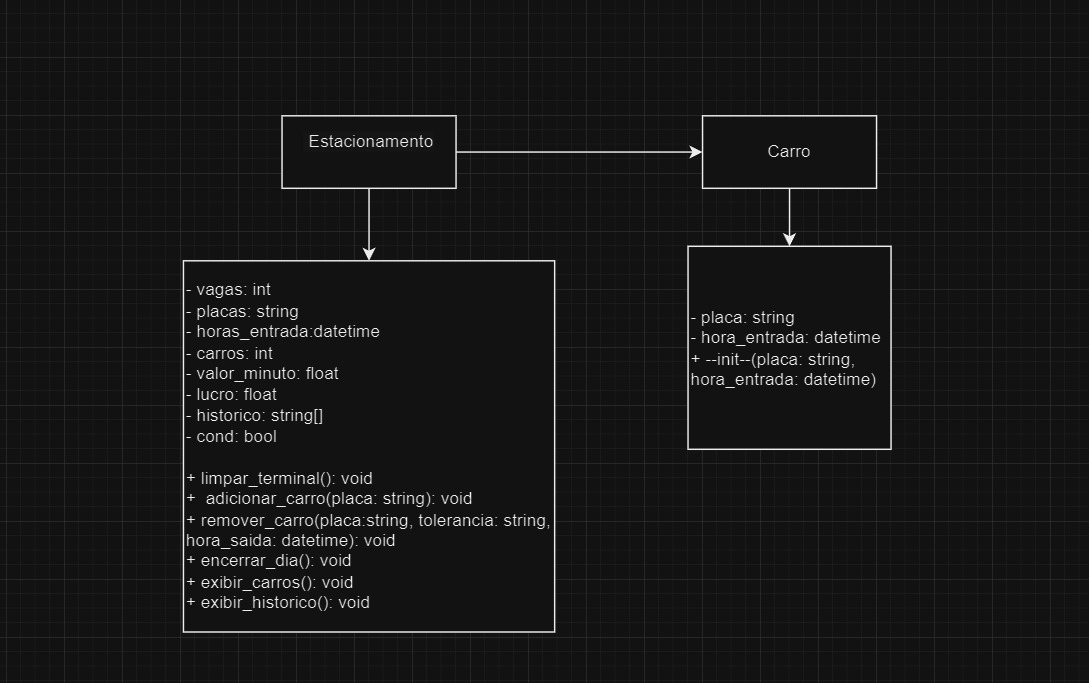 Estacionamento
Carro
- vagas: int
- placas: string
- horas_entrada:datetime
- carros: int
- valor_minuto: float
- lucro: float
- historico: string[]
- cond: bool
+ limpar_terminal(): void
+  adicionar_carro(placa: string): void
+ remover_carro(placa:string, tolerancia: string,
hora_saida: datetime): void
+ encerrar_dia(): void
+ exibir_carros(): void
+ exibir_historico(): void
- placa: string
- hora_entrada: datetime
+ --init--(placa: string,
hora_entrada: datetime)